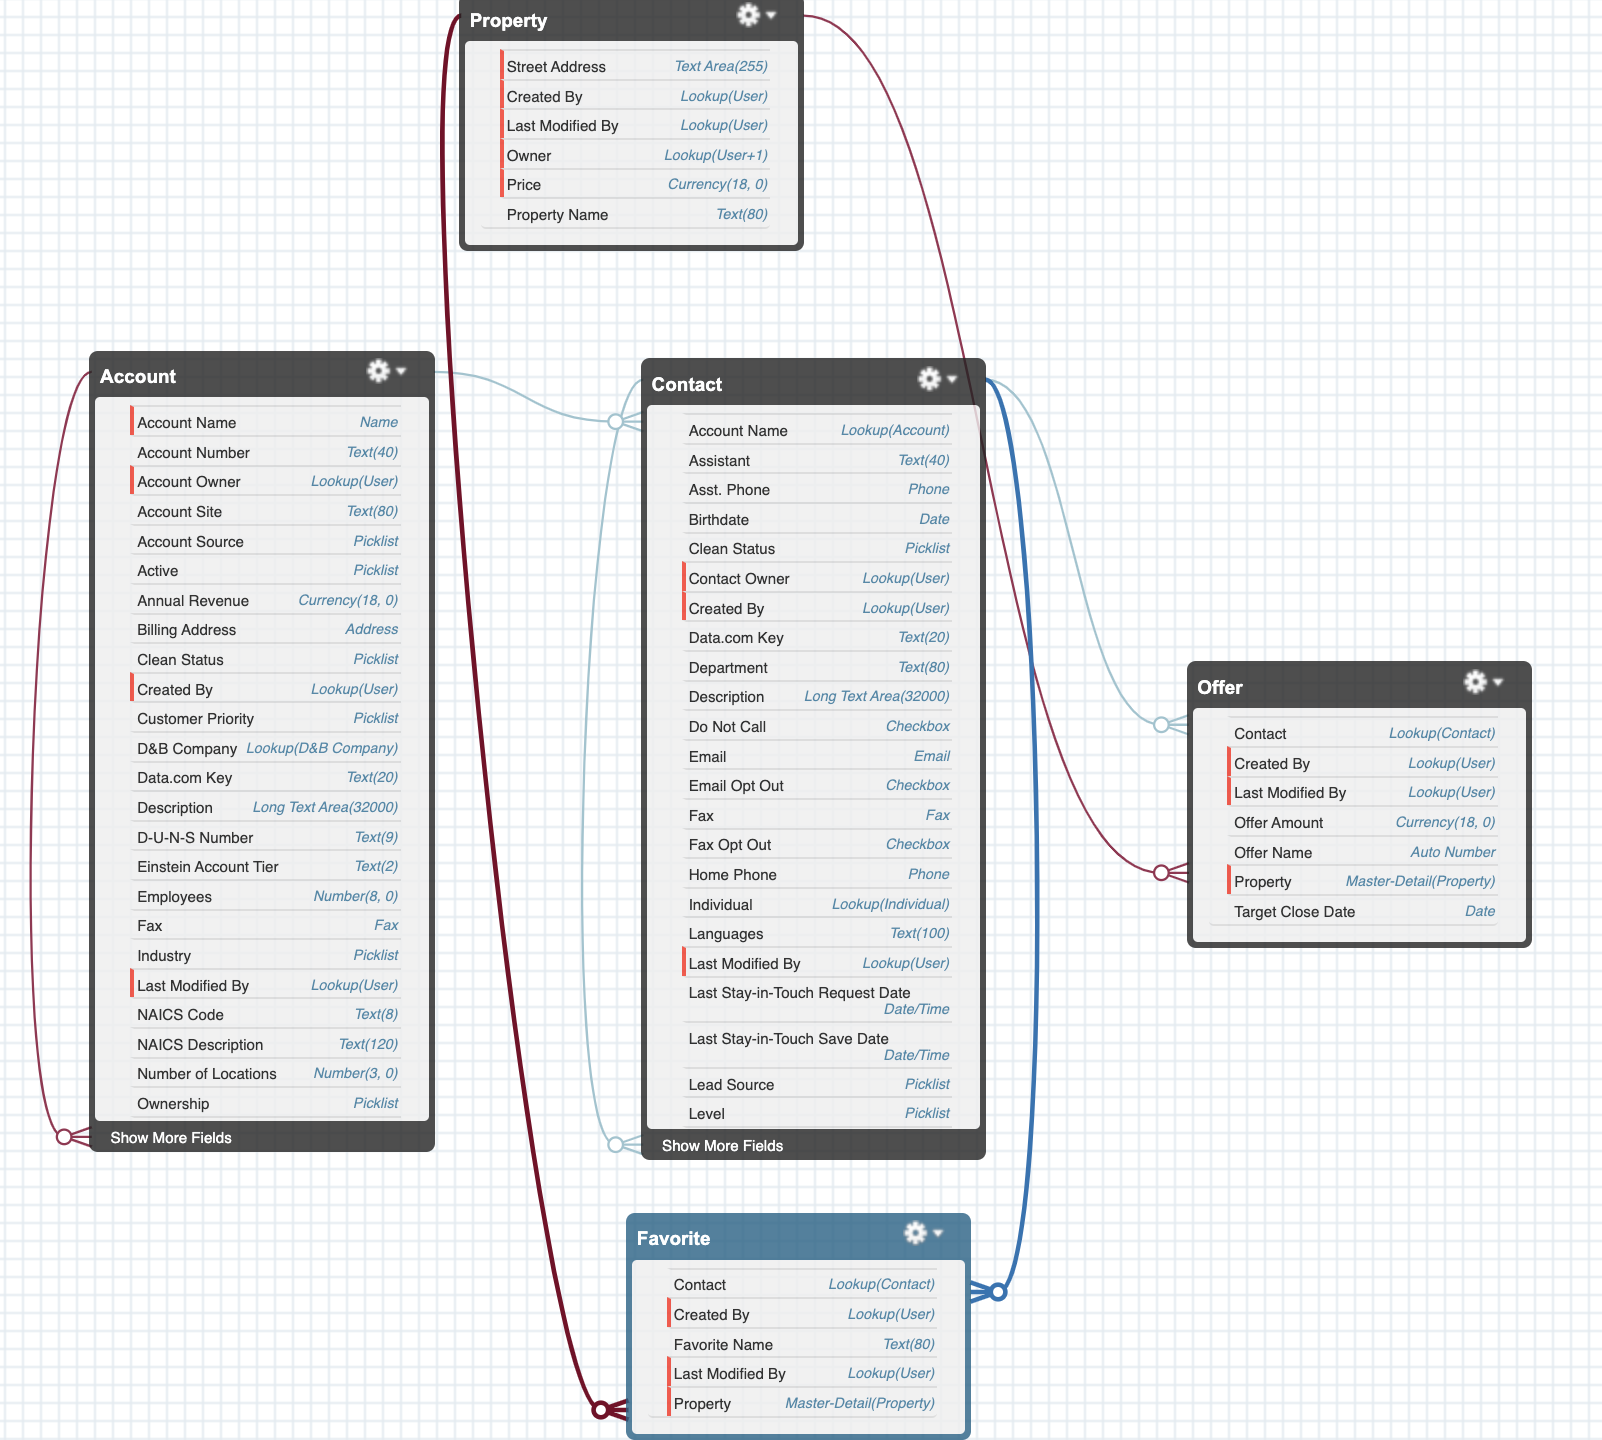 Property
Street Address Text Area(255)
Created By Lookup(User)
Last Modified By Lookup(User)
Owner Lookup(User+1)
Price Currency(18, 0)
Property Name Text(80)
Account
Account Name Name
Account Number Text(40)
Account Owner Lookup(User)
Account Site Text(80)
Account Source Picklist
Active Picklist
Annual Revenue Currency(18, 0)
Billing Address Address
Clean Status Picklist
Created By Lookup(User)
Customer Priority Picklist
D&B Company Lookup(D&B Company)
Data.com Key Text(20)
Description Long Text Area(32000)
D-U-N-S Number Text(9)
Einstein Account Tier Text(2)
Employees Number(8, 0)
Fax Fax
Industry Picklist
Last Modified By Lookup(User)
NAICS Code Text(8)
NAICS Description Text(120)
Number of Locations Number(3, 0)
Ownership Picklist
Show More Fields
Contact
Account Name Lookup(Account)
Assistant Text(40)
Asst. Phone Phone
Birthdate Date
Clean Status Picklist
Contact Owner Lookup(User)
Created By Lookup(User)
Data.com Key Text(20)
Department Text(80)
Description Long Text Area(32000)
Do Not Call Checkbox
Email Email
Email Opt Out Checkbox
Fax Fax
Fax Opt Out Checkbox
Home Phone Phone
Individual Lookup(Individual)
Languages Text(100)
Last Modified By Lookup(User)
Last Stay-in-Touch Request Date
Date/Time
Last Stay-in-Touch Save Date
Date/Time
Lead Source Picklist
Level Picklist
Show More Fields
Offer
Contact Lookup(Contact)
Created By Lookup(User)
Last Modified By Lookup(User)
Offer Amount Currency(18, 0)
Offer Name Auto Number
Property Master-Detail(Property)
Target Close Date Date
Favorite
Contact Lookup(Contact)
Created By Lookup(User)
Favorite Name Text(80)
Last Modified By Lookup(User)
Property Master-Detail(Property)